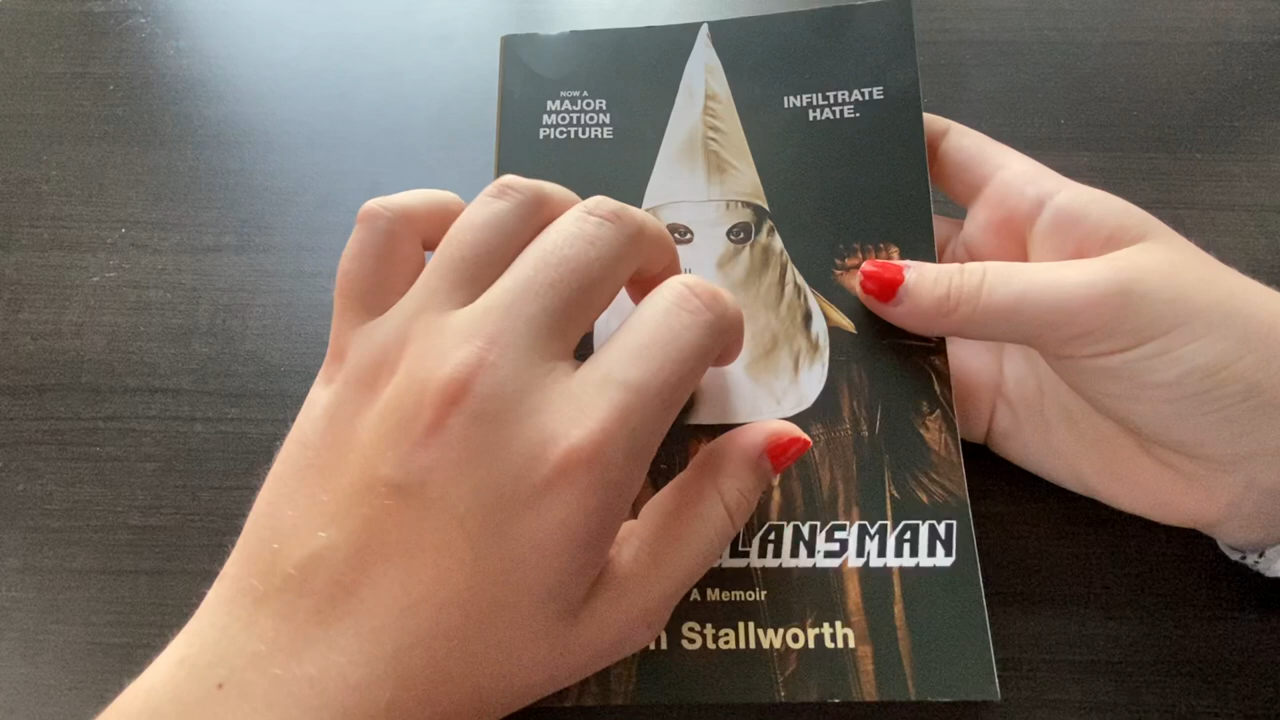 NOW A
MAJOR
MOTION
PICTURE
INFILTRATE
HATE.
LANSMAN
A Memoir
n Stallworth